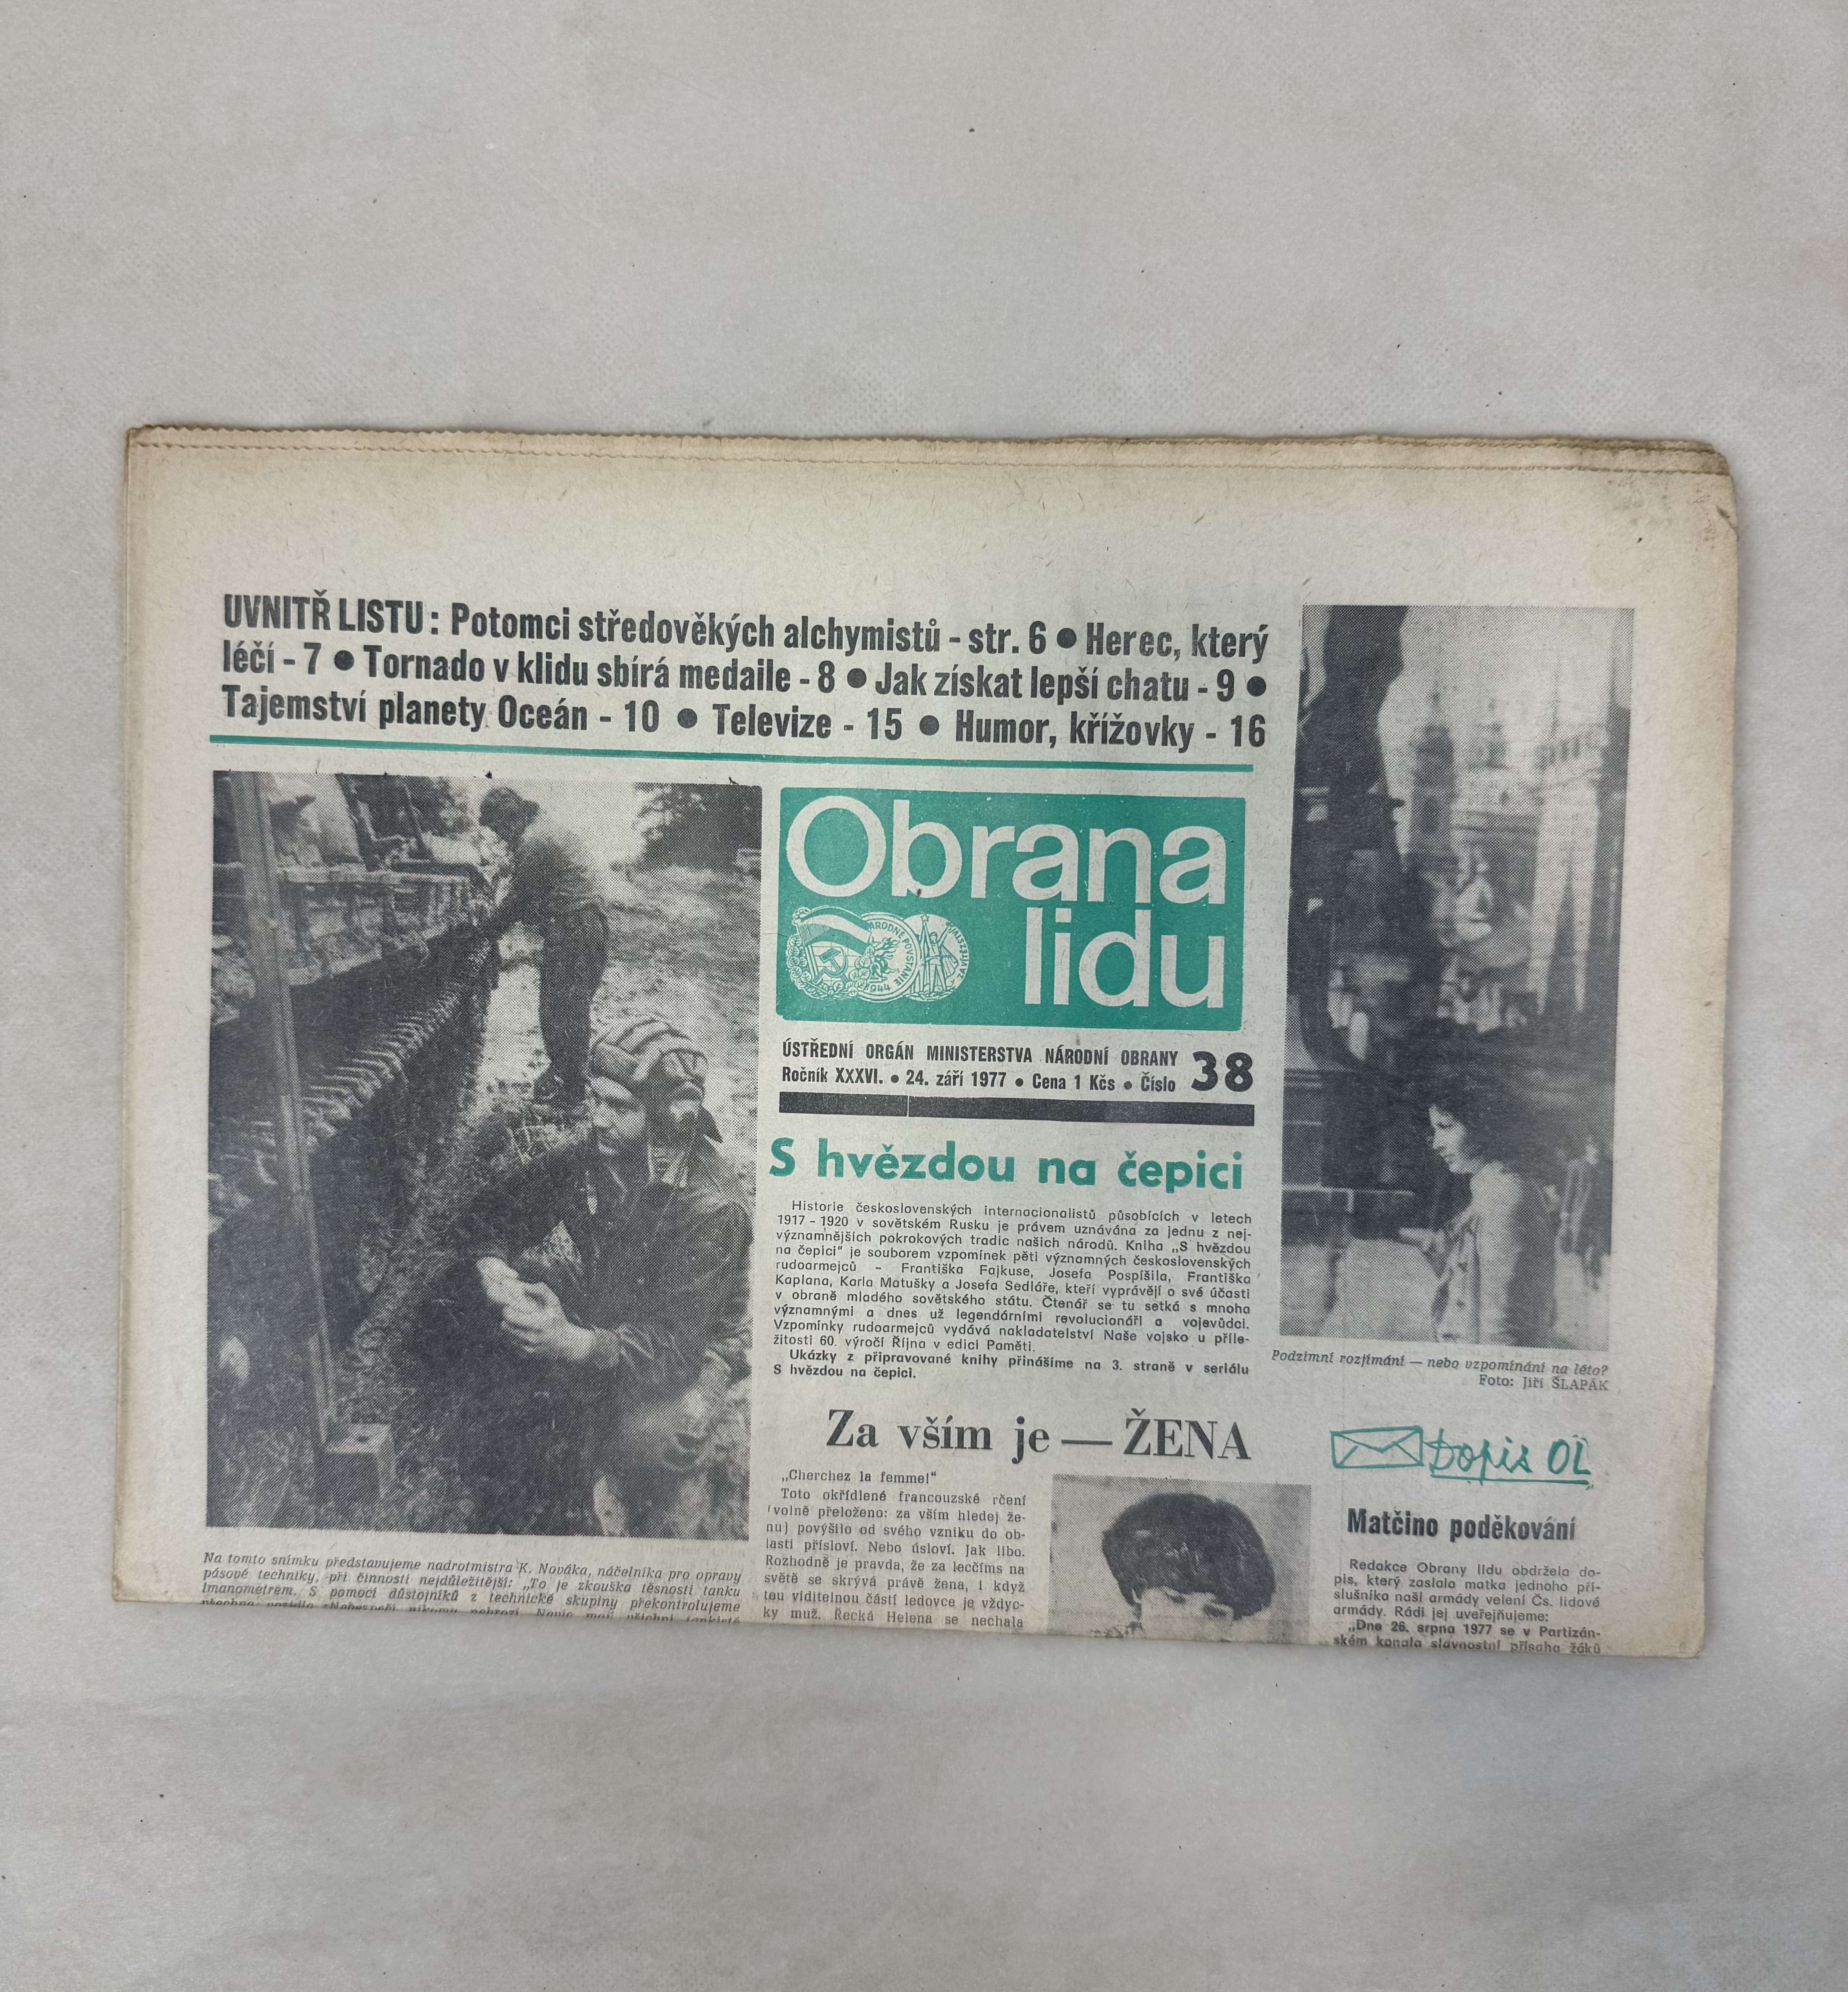 UVNITŘ LISTU: Potomci středověkých alchymistů - str. 6 ● Herec, který
léčí - 7 ● Tornado v klidu sbírá medaile - 8 ● Jak získat lepší chatu - 9 ●
Tajemství planety Oceán - 10 ● Televize - 15 ● Humor, křížovky - 16
Obrana
lidu
ÚSTŘEDNÍ ORGÁN MINISTERSTVA NÁRODNÍ OBRANY
Ročník XXXVI. ● 24. září 1977 ● Cena 1 Kčs ● Číslo 38
S hvězdou na čepici
Historie československých internacionalistů působících v letech
1917 - 1920 v sovětském Rusku je právem uznávána za jednu z nej-
významnějších pokrokových tradic našich národů. Kniha „S hvězdou
na čepici" je souborem vzpomínek pěti významných československých
rudoarmejců – Františka Fajkuse, Josefa Pospíšila, Františka
Kaplana, Karla Matušky a Josefa Sedláře, kteří vyprávějí o své účasti
v obraně mladého sovětského státu. Čtenář se tu setká s mnoha
významnými a dnes už legendárními revolucionáři a vojevůdci.
Vzpomínky rudoarmejců vydává nakladatelství Naše vojsko u příle-
žitosti 60. výročí Října v edici Paměti.
Ukázky z připravované knihy přinášíme na 3. straně v seriálu
S hvězdou na čepici.
Podzimní rozjímání — nebo vzpomínání na léto?
Foto: Jiří ŠLAPÁK
Za vším je — ŽENA
„Cherchez la femme!"
Toto okřídlené francouzské rčení
(volně přeloženo: za vším hledej že-
nu) povýšilo od svého vzniku do ob-
lasti přísloví. Nebo úsloví. Jak libo.
Rozhodně je pravda, že za lecčíms na
světě se skrývá právě žena, i když
tou viditelnou částí ledovce je vždyc-
ky muž. Řecká Helena se nechala
Dopis OL
Matčino poděkování
Redakce Obrany lidu obdržela do-
pis, který zaslala matka jednoho pří-
slušníka naší armády velení Čs. lidové
armády. Rádi jej uveřejňujeme:
„Dne 26. srpna 1977 se v Partizán-
ském konala slavnostní přísaha žáků
Na tomto snímku představujeme nadrotmistra K. Nováka, náčelníka pro opravy
pásové techniky, při činnosti nejdůležitější: „To je zkouška těsnosti tanku
imanometrem. S pomocí důstojníků z technické skupiny překontrolujeme